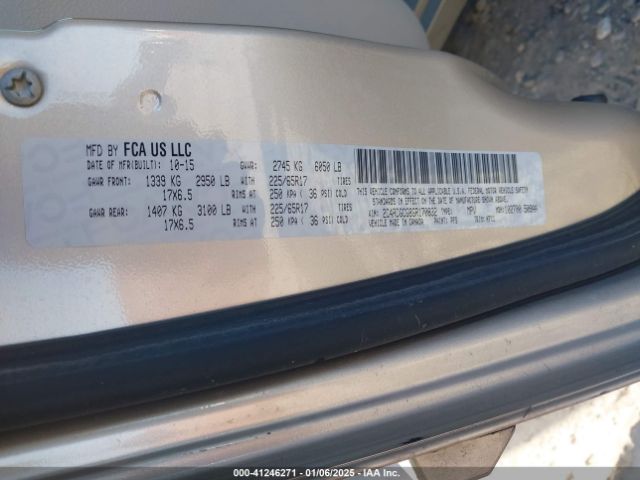 MFD BY FCA US LLC
DATE OF MFR(BUILT): 10-15 GVWR: 2745 KG 6050 LB
GAWR FRONT: 1339 KG 2950 LB WITH 225/65R17 TIRES
17X6.5 RIMS AT 250 KPA ( 36 PSI) COLD
GAWR REAR: 1407 KG 3100 LB WITH 225/65R17 TIRES
17X6.5 RIMS AT 250 KPA ( 36 PSI) COLD
THIS VEHICLE CONFORMS TO ALL APPLICABLE U.S.A. FEDERAL MOTOR VEHICLE SAFETY
STANDARDS IN EFFECT ON THE DATE OF MANUFACTURE SHOWN ABOVE.
VEHICLE MADE IN CANADA PAINT: PFS
000-41246271 - 01/06/2025 - IAA Inc.